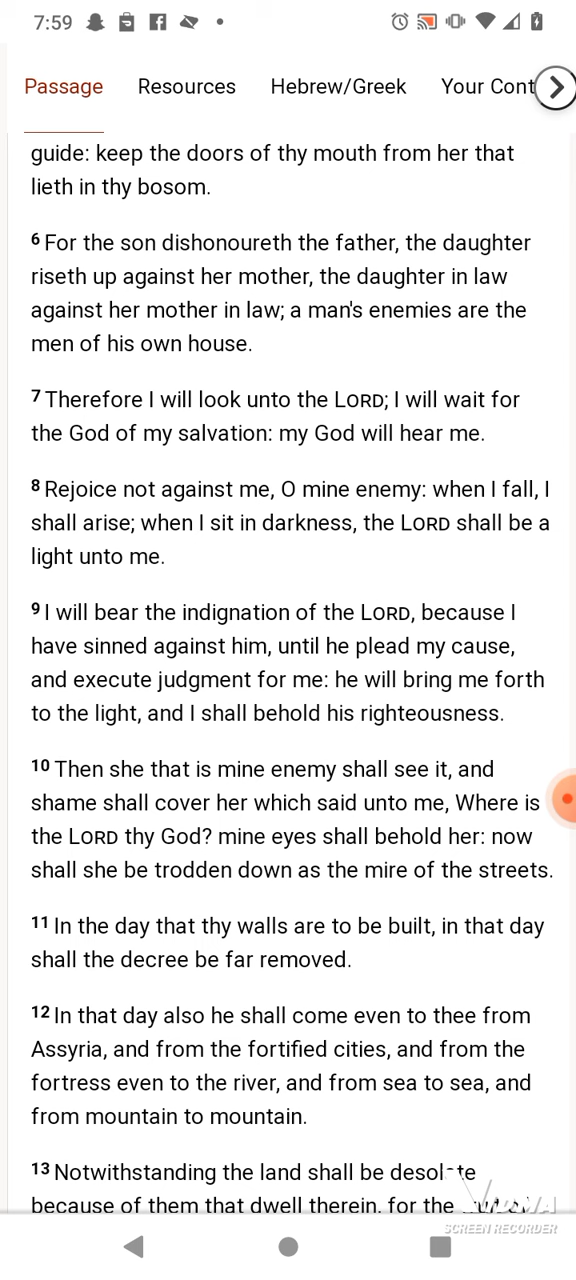 7:59
Passage Resources Hebrew/Greek Your Cont
guide: keep the doors of thy mouth from her that
lieth in thy bosom.
6 For the son dishonoureth the father, the daughter
riseth up against her mother, the daughter in law
against her mother in law; a man's enemies are the
men of his own house.
7 Therefore I will look unto the LORD; I will wait for
the God of my salvation: my God will hear me.
8 Rejoice not against me, O mine enemy: when I fall, I
shall arise; when I sit in darkness, the LORD shall be a
light unto me.
9 I will bear the indignation of the LORD, because I
have sinned against him, until he plead my cause,
and execute judgment for me: he will bring me forth
to the light, and I shall behold his righteousness.
10 Then she that is mine enemy shall see it, and
shame shall cover her which said unto me, Where is
the LORD thy God? mine eyes shall behold her: now
shall she be trodden down as the mire of the streets.
11 In the day that thy walls are to be built, in that day
shall the decree be far removed.
12 In that day also he shall come even to thee from
Assyria, and from the fortified cities, and from the
fortress even to the river, and from sea to sea, and
from mountain to mountain.
13 Notwithstanding the land shall be desolate
because of them that dwell therein, for the
SCREEN RECORDER